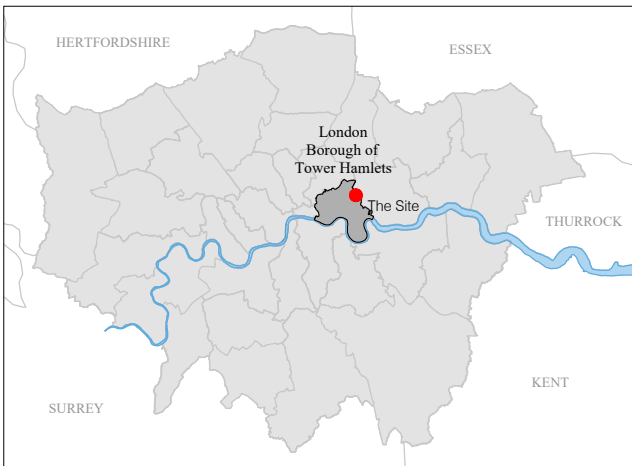 HERTFORDSHIRE
ESSEX
London
Borough of
Tower Hamlets
The Site
THURROCK
KENT
SURREY